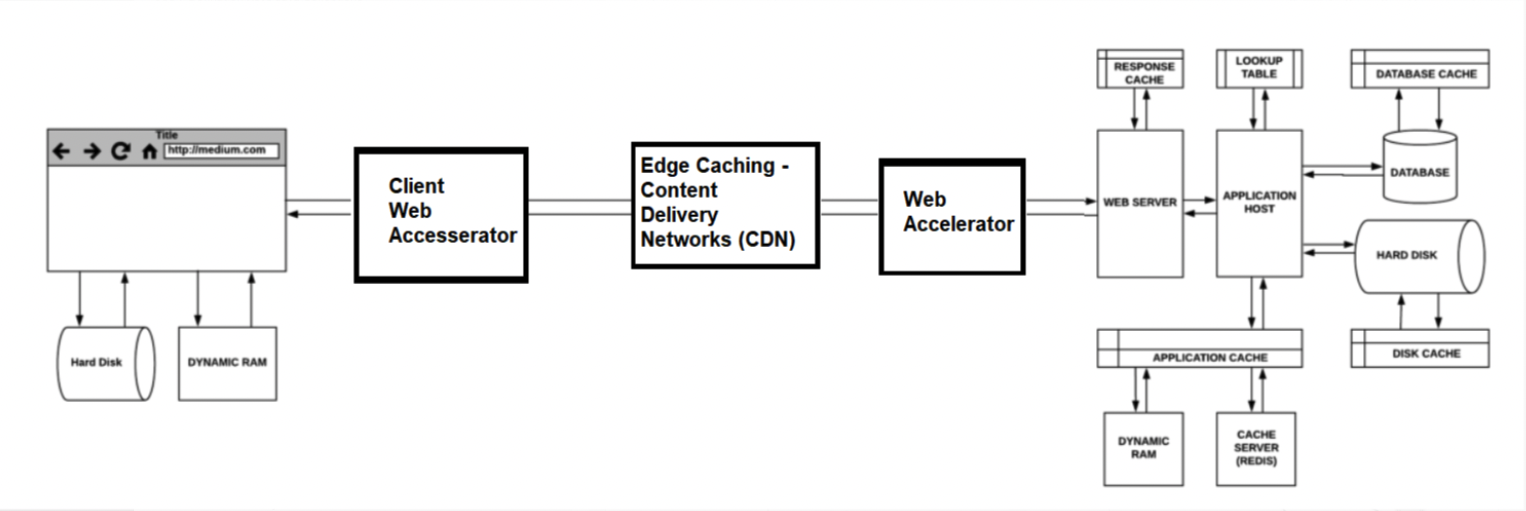 Title
http://medium.com
Hard Disk
DYNAMIC RAM
Client
Web
Accesserator
Edge Caching -
Content
Delivery
Networks (CDN)
Web
Accelerator
RESPONSE
CACHE
LOOKUP
TABLE
DATABASE CACHE
WEB SERVER
APPLICATION
HOST
DATABASE
HARD DISK
DISK CACHE
APPLICATION CACHE
DYNAMIC
RAM
CACHE
SERVER
(REDIS)